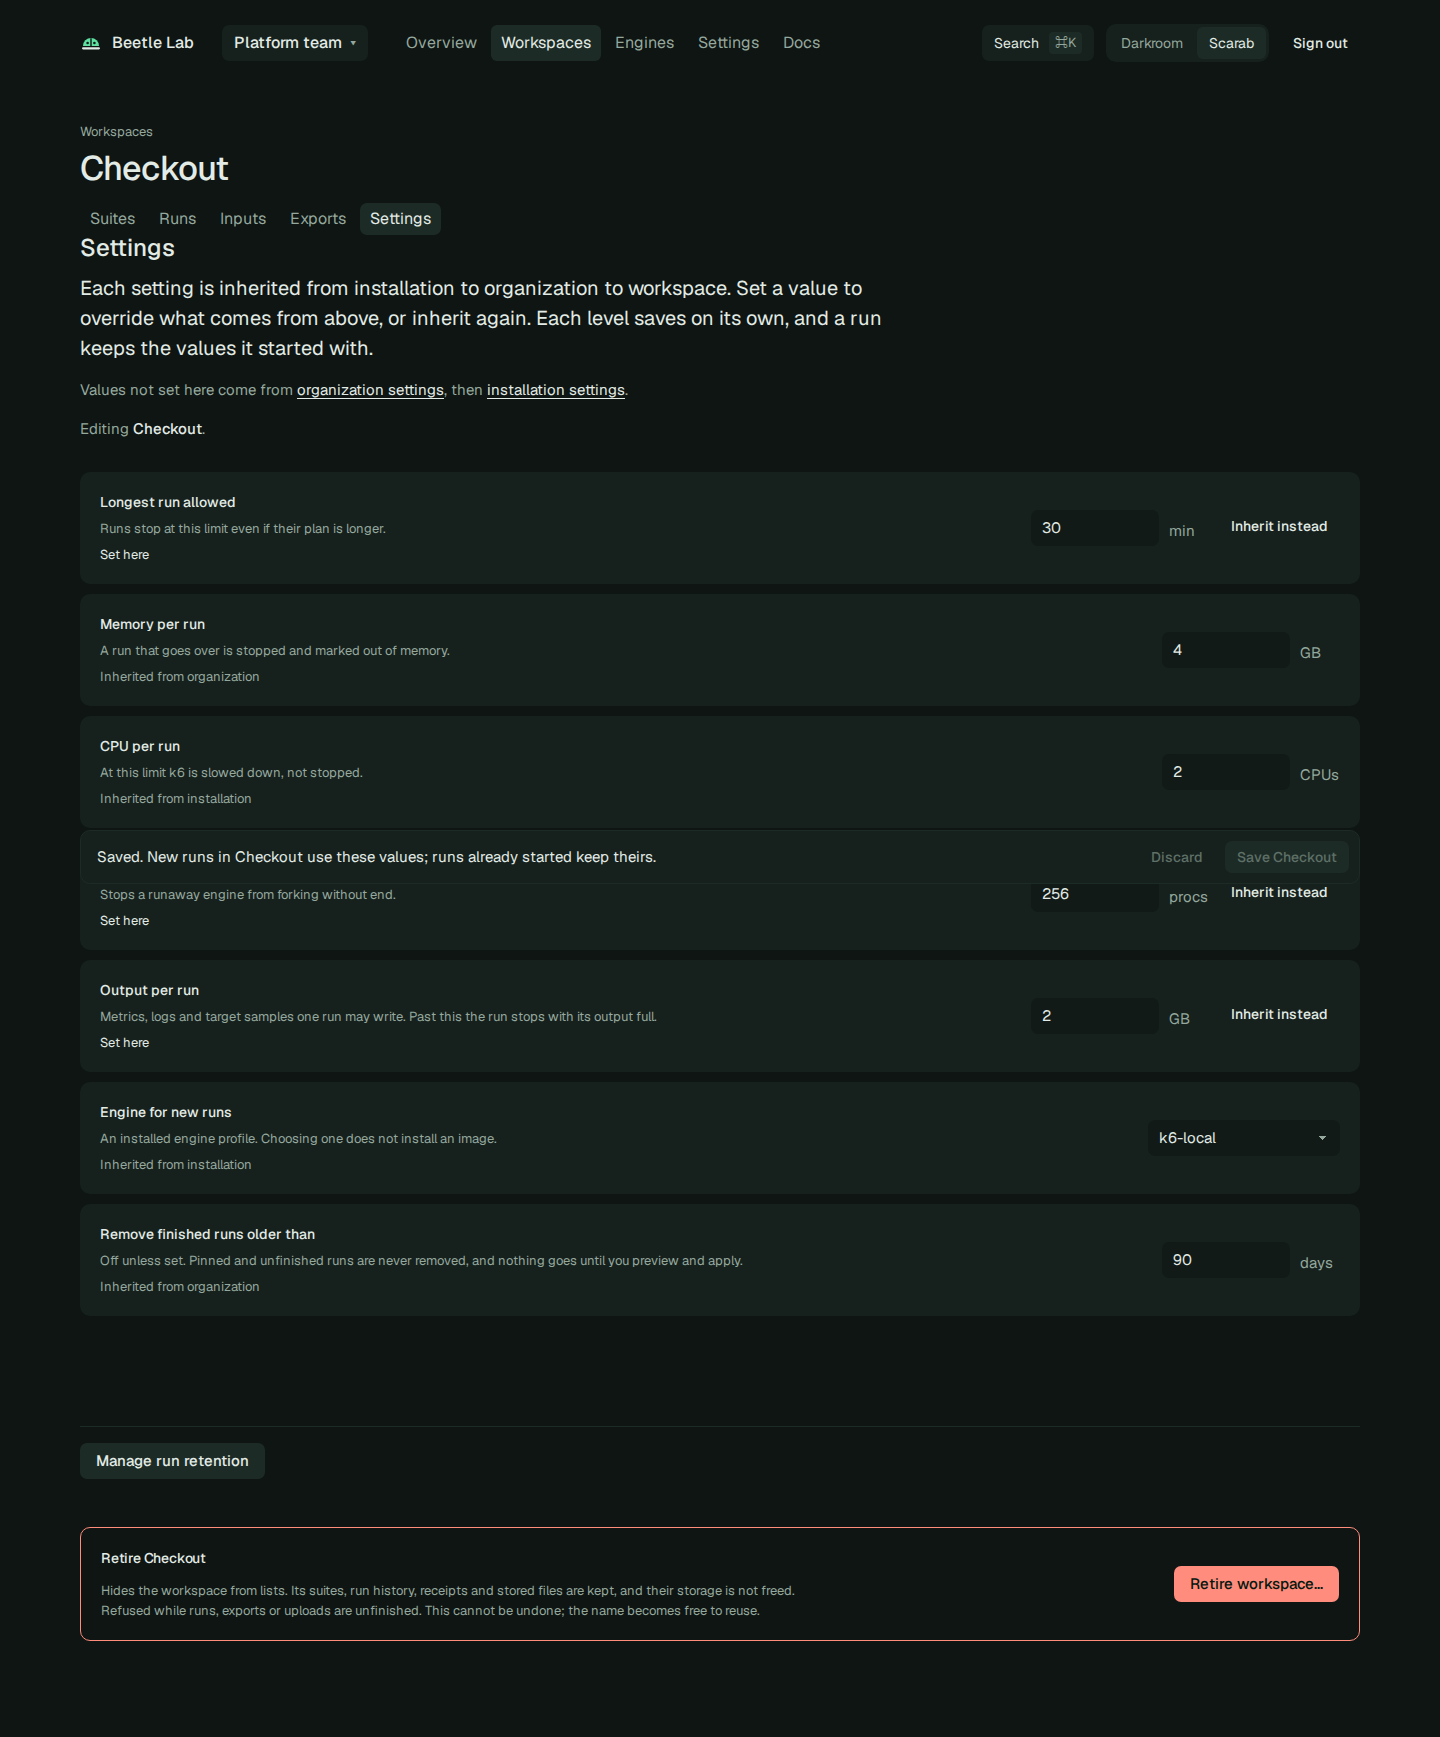 Beetle Lab
Platform team
Overview
Workspaces
Engines
Settings
Docs
Search ⌘K
Darkroom
Scarab
Sign out
Workspaces
Checkout
Suites
Runs
Inputs
Exports
Settings
Settings
Each setting is inherited from installation to organization to workspace. Set a value to
override what comes from above, or inherit again. Each level saves on its own, and a run
keeps the values it started with.
Values not set here come from organization settings, then installation settings.
Editing Checkout.
Longest run allowed
Runs stop at this limit even if their plan is longer.
Set here
30 min
Inherit instead
Memory per run
A run that goes over is stopped and marked out of memory.
Inherited from organization
4 GB
CPU per run
At this limit k6 is slowed down, not stopped.
Inherited from installation
2 CPUs
Saved. New runs in Checkout use these values; runs already started keep theirs.
Discard
Save Checkout
Stops a runaway engine from forking without end.
Set here
256 procs
Inherit instead
Output per run
Metrics, logs and target samples one run may write. Past this the run stops with its output full.
Set here
2 GB
Inherit instead
Engine for new runs
An installed engine profile. Choosing one does not install an image.
Inherited from installation
k6-local
Remove finished runs older than
Off unless set. Pinned and unfinished runs are never removed, and nothing goes until you preview and apply.
Inherited from organization
90 days
Manage run retention
Retire Checkout
Hides the workspace from lists. Its suites, run history, receipts and stored files are kept, and their storage is not freed.
Refused while runs, exports or uploads are unfinished. This cannot be undone; the name becomes free to reuse.
Retire workspace...